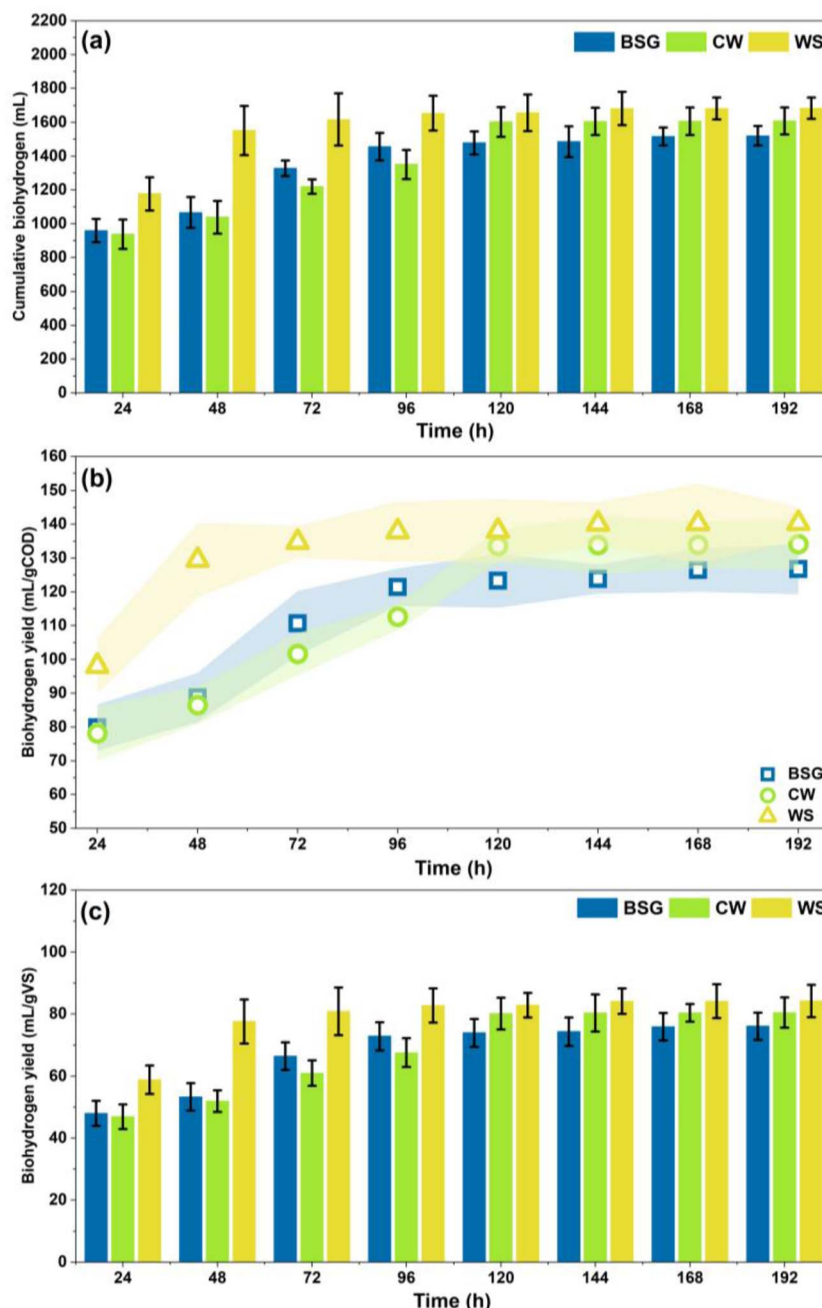 (a)
BSG CW WS
Cumulative biohydrogen (mL)
2200
2000
1800
1600
1400
1200
1000
800
600
400
200
0
24 48 72 96 120 144 168 192
Time (h)
(b)
Biohydrogen yield (mL/gCOD)
160
150
140
130
120
110
100
90
80
70
60
50
BSG
CW
WS
24 48 72 96 120 144 168 192
Time (h)
(c)
BSG CW WS
Biohydrogen yield (mL/gVS)
120
100
80
60
40
20
0
24 48 72 96 120 144 168 192
Time (h)